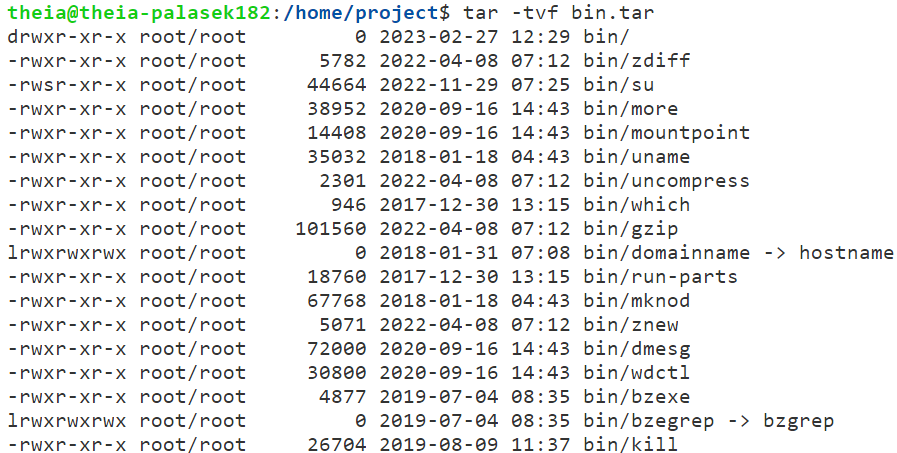 theia@theia-palasek182:/home/project$ tar -tvf bin.tar
drwxr-xr-x root/root         0 2023-02-27 12:29 bin/
-rwxr-xr-x root/root      5782 2022-04-08 07:12 bin/zdiff
-rwsr-xr-x root/root     44664 2022-11-29 07:25 bin/su
-rwxr-xr-x root/root     38952 2020-09-16 14:43 bin/more
-rwxr-xr-x root/root     14408 2020-09-16 14:43 bin/mountpoint
-rwxr-xr-x root/root     35032 2018-01-18 04:43 bin/uname
-rwxr-xr-x root/root      2301 2022-04-08 07:12 bin/uncompress
-rwxr-xr-x root/root       946 2017-12-30 13:15 bin/which
-rwxr-xr-x root/root    101560 2022-04-08 07:12 bin/gzip
lrwxrwxrwx root/root         0 2018-01-31 07:08 bin/domainname -> hostname
-rwxr-xr-x root/root     18760 2017-12-30 13:15 bin/run-parts
-rwxr-xr-x root/root     67768 2018-01-18 04:43 bin/mknod
-rwxr-xr-x root/root      5071 2022-04-08 07:12 bin/znew
-rwxr-xr-x root/root     72000 2020-09-16 14:43 bin/dmesg
-rwxr-xr-x root/root     30800 2020-09-16 14:43 bin/wdctl
-rwxr-xr-x root/root      4877 2019-07-04 08:35 bin/bzexe
lrwxrwxrwx root/root         0 2019-07-04 08:35 bin/bzegrep -> bzgrep
-rwxr-xr-x root/root     26704 2019-08-09 11:37 bin/kill